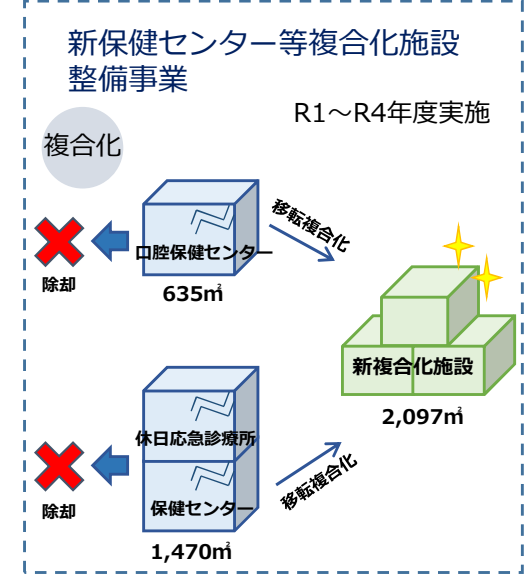 新保健センター等複合化施設
整備事業
R1～R4年度実施
複合化
口腔保健センター
移転複合化
除却
635㎡
新複合化施設
2,097㎡
休日応急診療所
保健センター
移転複合化
除却
1,470㎡